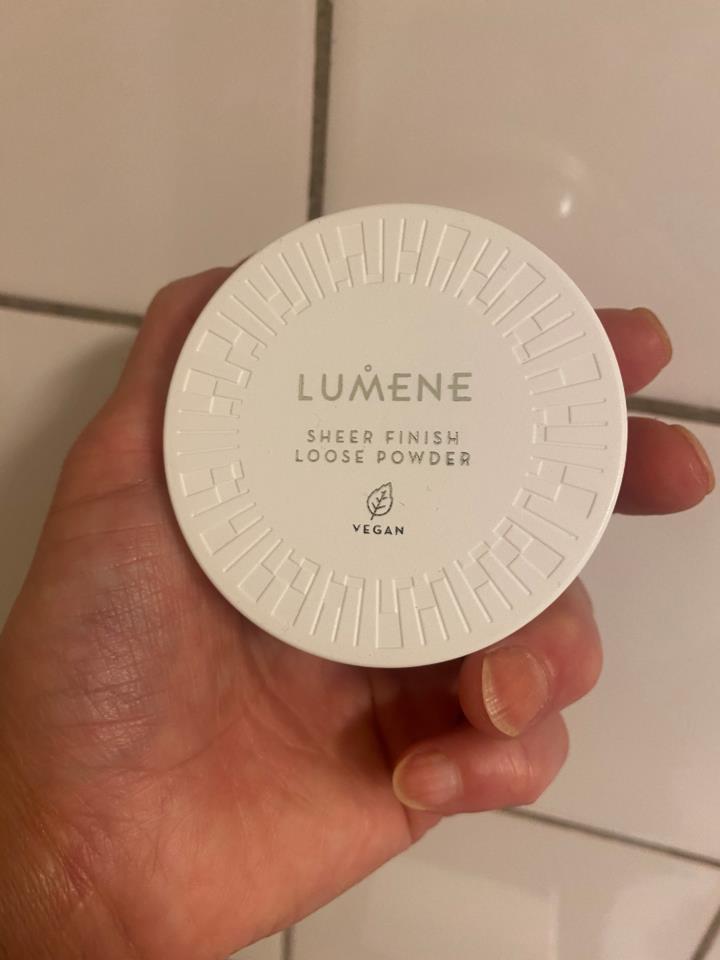 LUMENE
SHEER FINISH
LOOSE POWDER
VEGAN